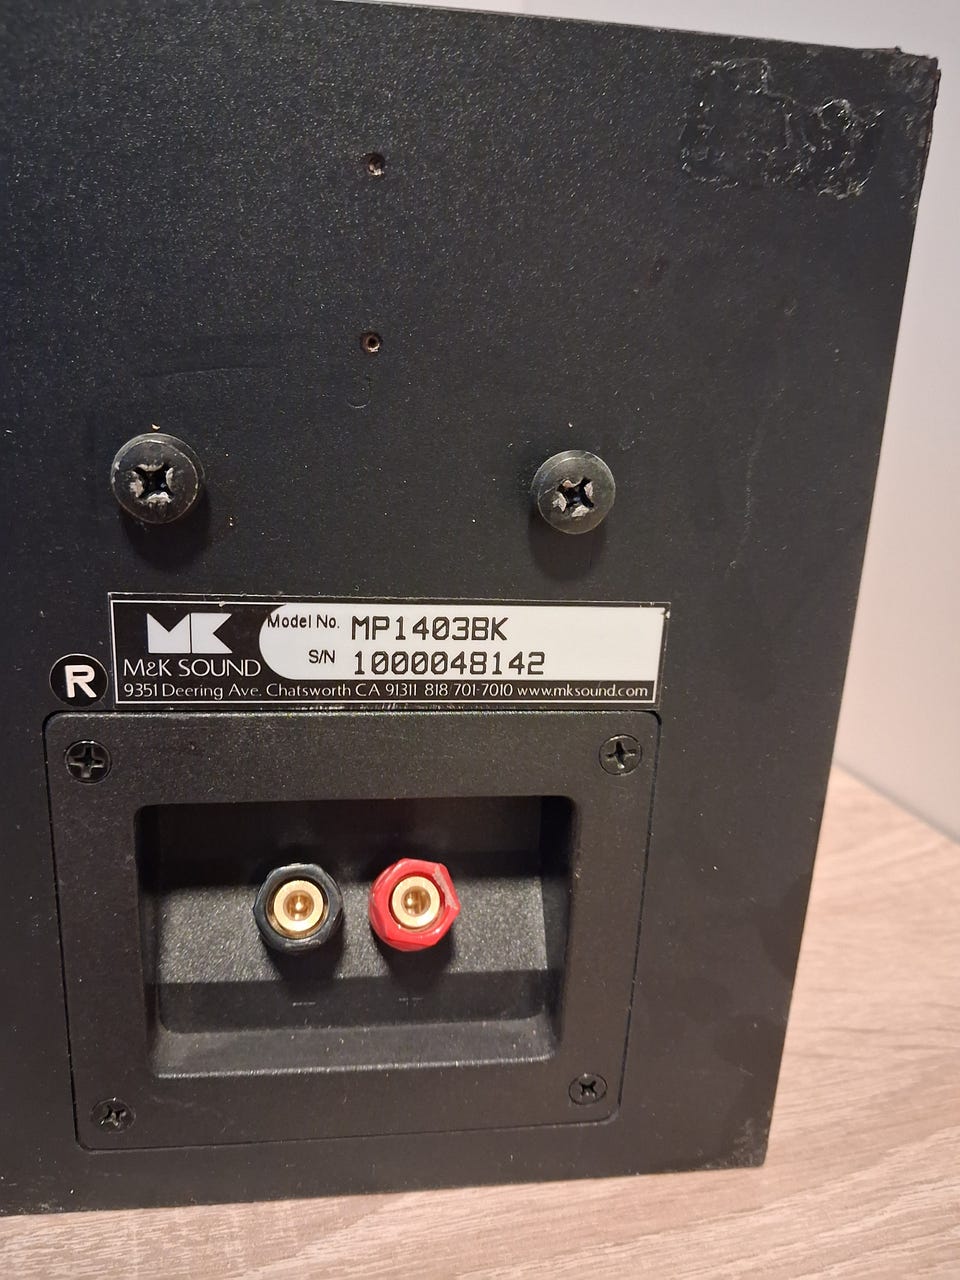 Model No. MP1403BK
S/N 1000048142
MK
M&K SOUND
9351 Deering Ave. Chatsworth CA 91311 818/701-7010 www.mksound.com
R
- +